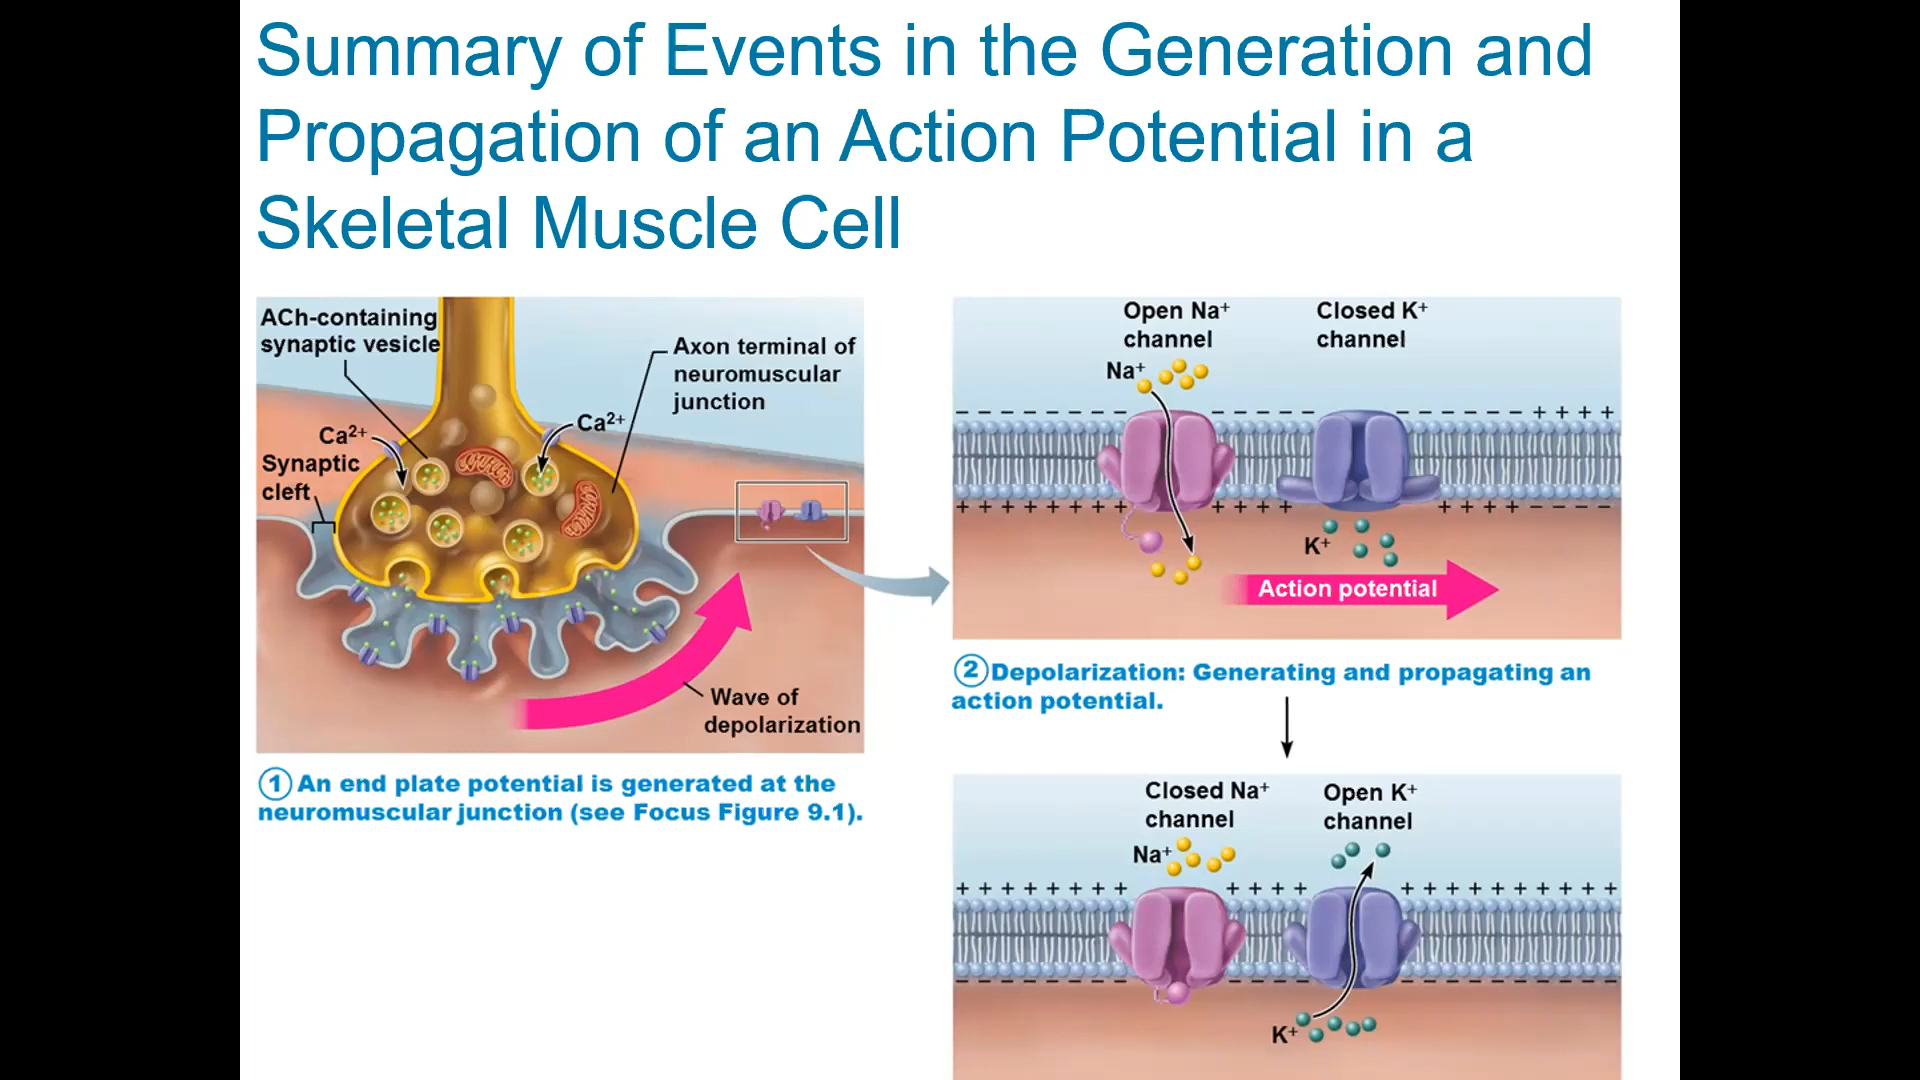 Summary of Events in the Generation and
Propagation of an Action Potential in a
Skeletal Muscle Cell
ACh-containing
synaptic vesicle
Axon terminal of
neuromuscular
junction
Ca²⁺
Ca²⁺
Synaptic
cleft
Wave of
depolarization
① An end plate potential is generated at the
neuromuscular junction (see Focus Figure 9.1).
Open Na⁺
channel
Closed K⁺
channel
Na⁺
- - - - - - - - - - - - - - - - - - - - - + + + +
+ + + + + + + + + + + + + + + + - - - -
K⁺
Action potential
② Depolarization: Generating and propagating an
action potential.
Closed Na⁺
channel
Open K⁺
channel
Na⁺
+ + + + + + + + + + + + + + + + + + + + + + + +
- - - - - - - - - - - - - - - - - - - - - - - -
K⁺